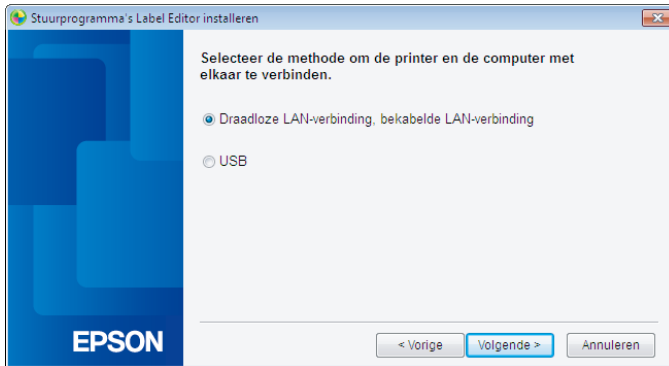 Stuurprogramma's Label Editor installeren
Selecteer de methode om de printer en de computer met
elkaar te verbinden.
Draadloze LAN-verbinding, bekabelde LAN-verbinding
USB
EPSON
< Vorige
Volgende >
Annuleren